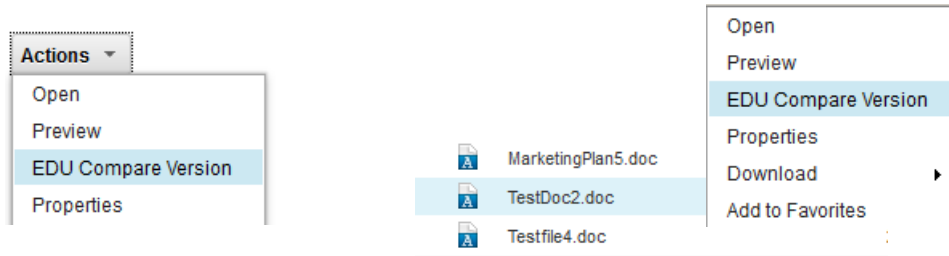 Actions
Open
Preview
EDU Compare Version
Properties
MarketingPlan5.doc
TestDoc2.doc
Testfile4.doc
Open
Preview
EDU Compare Version
Properties
Download
Add to Favorites